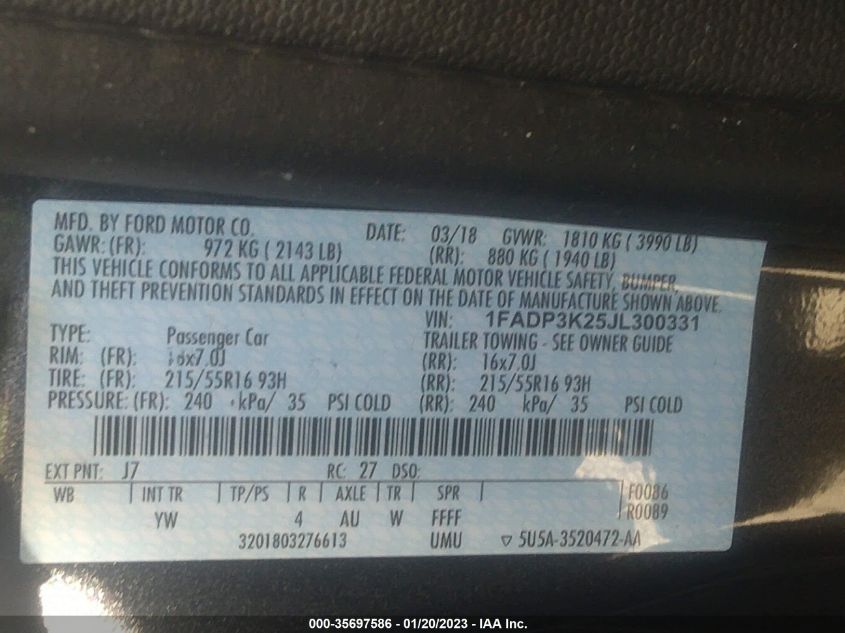 MFD. BY FORD MOTOR CO. DATE: 03/18 GVWR: 1810 KG ( 3990 LB)
GAWR: (FR): 972 KG ( 2143 LB) (RR): 880 KG ( 1940 LB)
THIS VEHICLE CONFORMS TO ALL APPLICABLE FEDERAL MOTOR VEHICLE SAFETY, BUMPER,
AND THEFT PREVENTION STANDARDS IN EFFECT ON THE DATE OF MANUFACTURE SHOWN ABOVE.
VIN: 1FADP3K25JL300331
TYPE: Passenger Car TRAILER TOWING - SEE OWNER GUIDE
RIM: (FR): 16x7.0J (RR): 16x7.0J
TIRE: (FR): 215/55R16 93H (RR): 215/55R16 93H
PRESSURE: (FR): 240 kPa/ 35 PSI COLD (RR): 240 kPa/ 35 PSI COLD
EXT PNT: J7 RC: 27 DSO:
WB INT TR TP/PS R AXLE TR SPR F0086
YW 4 AU W FFFF R0089
3201803276613 UMU ▽ 5U5A-3520472-AA
000-35697586 - 01/20/2023 - IAA Inc.